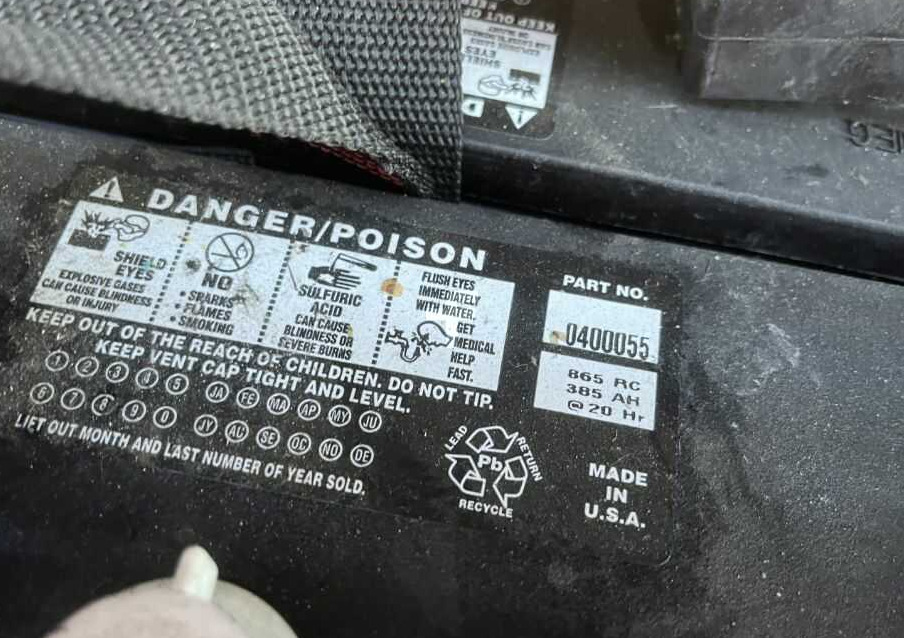 KEEP OUT OF
DANGER/POISON
SHIELD
EYES
EXPLOSIVE GASES
CAN CAUSE BLINDNESS
OR INJURY
NO
• SPARKS
• FLAMES
• SMOKING
SULFURIC
ACID
CAN CAUSE
BLINDNESS OR
SEVERE BURNS
FLUSH EYES
IMMEDIATELY
WITH WATER.
GET
MEDICAL
HELP
FAST.
KEEP OUT OF THE REACH OF CHILDREN. DO NOT TIP.
KEEP VENT CAP TIGHT AND LEVEL.
1 2 3 4 5 JA FE MA AP MY JU
6 7 8 9 0 JY AU SE OC NO DE
LIFT OUT MONTH AND LAST NUMBER OF YEAR SOLD.
PART NO.
0400055
865 RC
385 AH
@ 20 Hr
LEAD
RETURN
Pb
RECYCLE
MADE
IN
U.S.A.